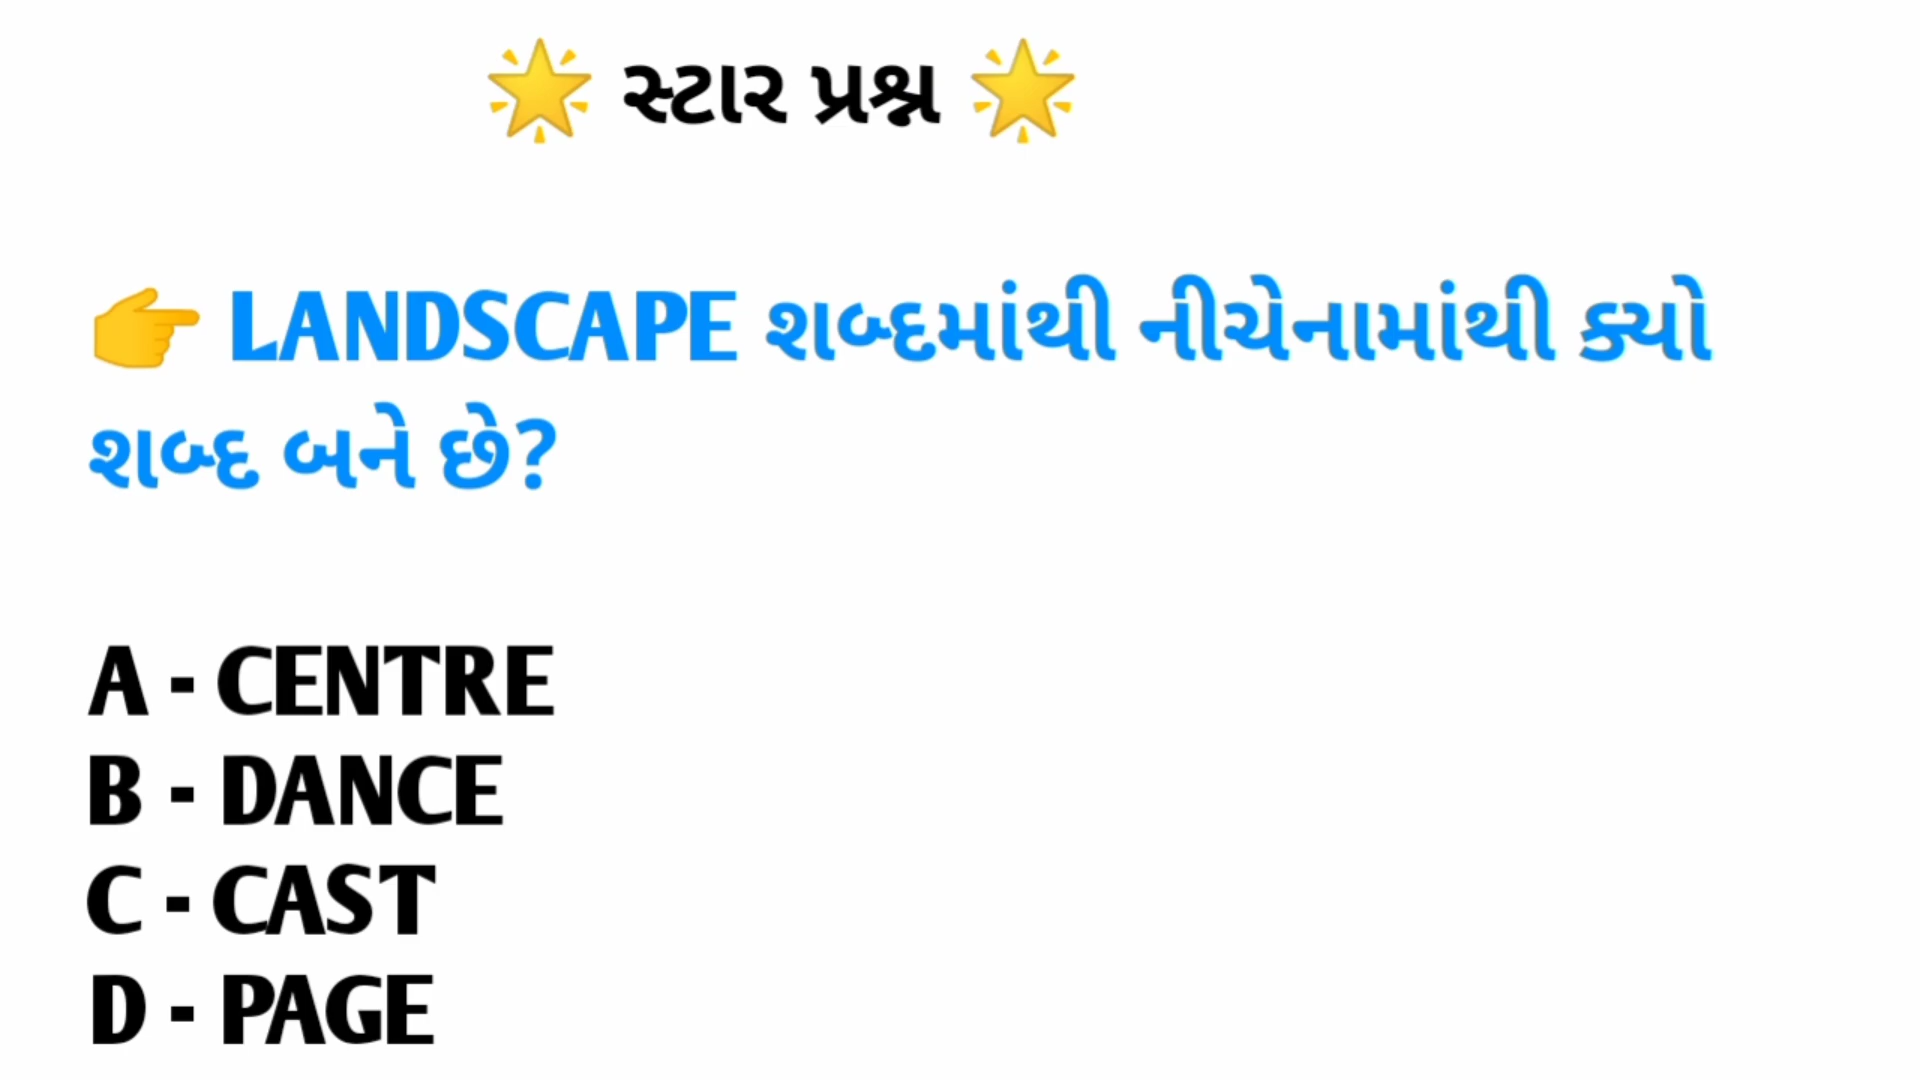 🌟 સ્ટાર પ્રશ્ન 🌟
👉 LANDSCAPE શબ્દમાંથી નીચેનામાંથી ક્યો
શબ્દ બને છે?
A - CENTRE
B - DANCE
C - CAST
D - PAGE